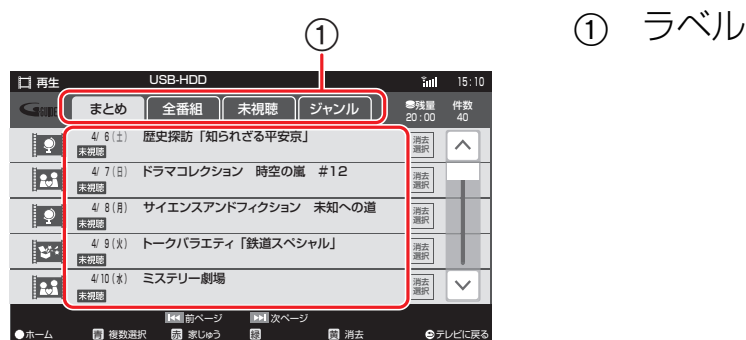 ① ① ラベル
再生 USB-HDD 15:10
G GUIDE まとめ 全番組 未視聴 ジャンル 残量 件数
20:00 40
4/ 6(土) 歴史探訪「知られざる平安京」 消去
未視聴 選択
4/ 7(日) ドラマコレクション 時空の嵐 #12 消去
未視聴 選択
4/ 8(月) サイエンスアンドフィクション 未知への道 消去
未視聴 選択
4/ 9(火) トークバラエティ「鉄道スペシャル」 消去
未視聴 選択
4/10(水) ミステリー劇場 消去
未視聴 選択
前ページ 次ページ
ホーム 青 複数選択 赤 家じゅう 緑 黄 消去 テレビに戻る